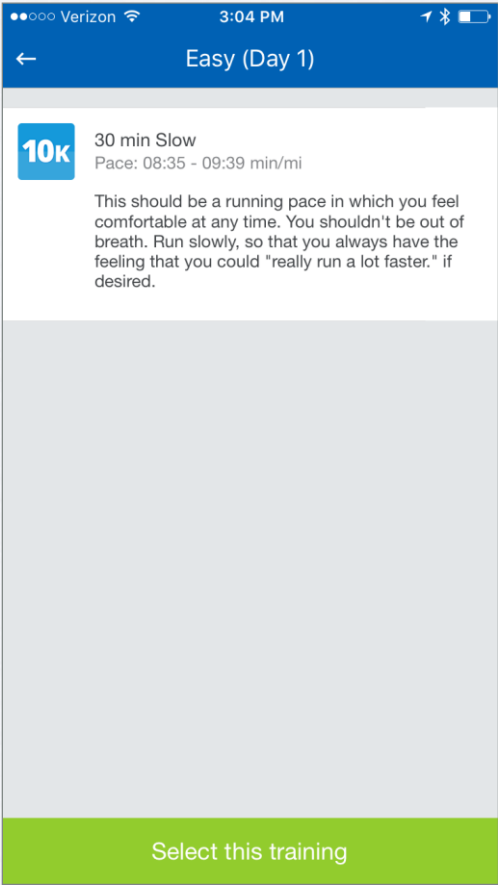 Verizon 3:04 PM
Easy (Day 1)
10K
30 min Slow
Pace: 08:35 - 09:39 min/mi
This should be a running pace in which you feel
comfortable at any time. You shouldn't be out of
breath. Run slowly, so that you always have the
feeling that you could "really run a lot faster." if
desired.
Select this training